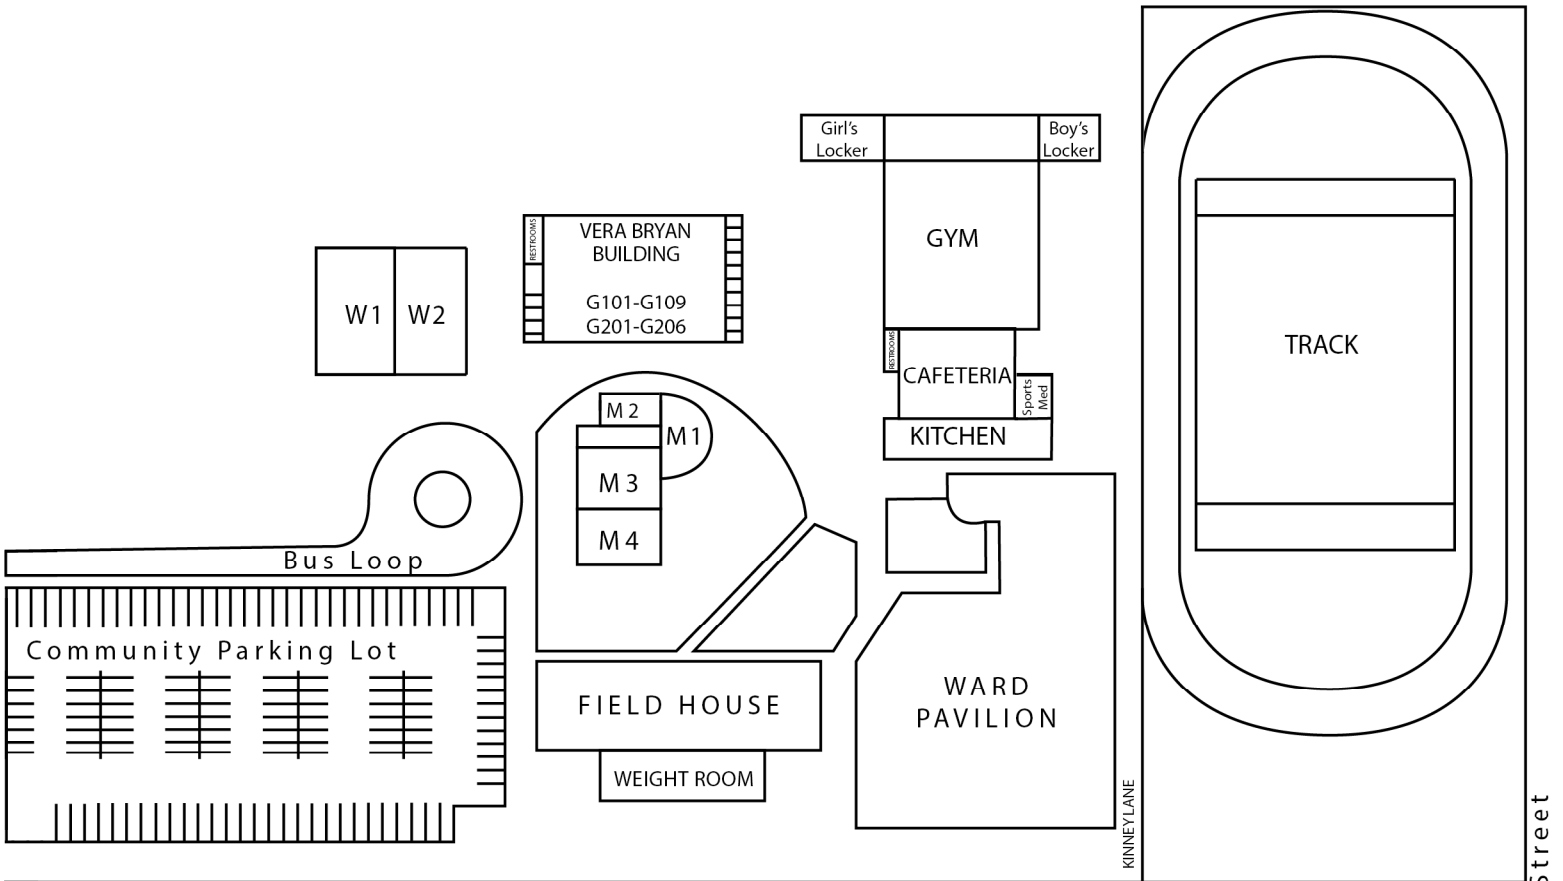 Girl's
Locker
Boy's
Locker
GYM
RESTROOMS
VERA BRYAN
BUILDING
G101-G109
G201-G206
W1
W2
TRACK
RESTROOMS
CAFETERIA
Sports
Med
KITCHEN
M 2
M 1
M 3
M 4
Bus Loop
Community Parking Lot
FIELD HOUSE
WEIGHT ROOM
WARD
PAVILION
KINNEY LANE
Street